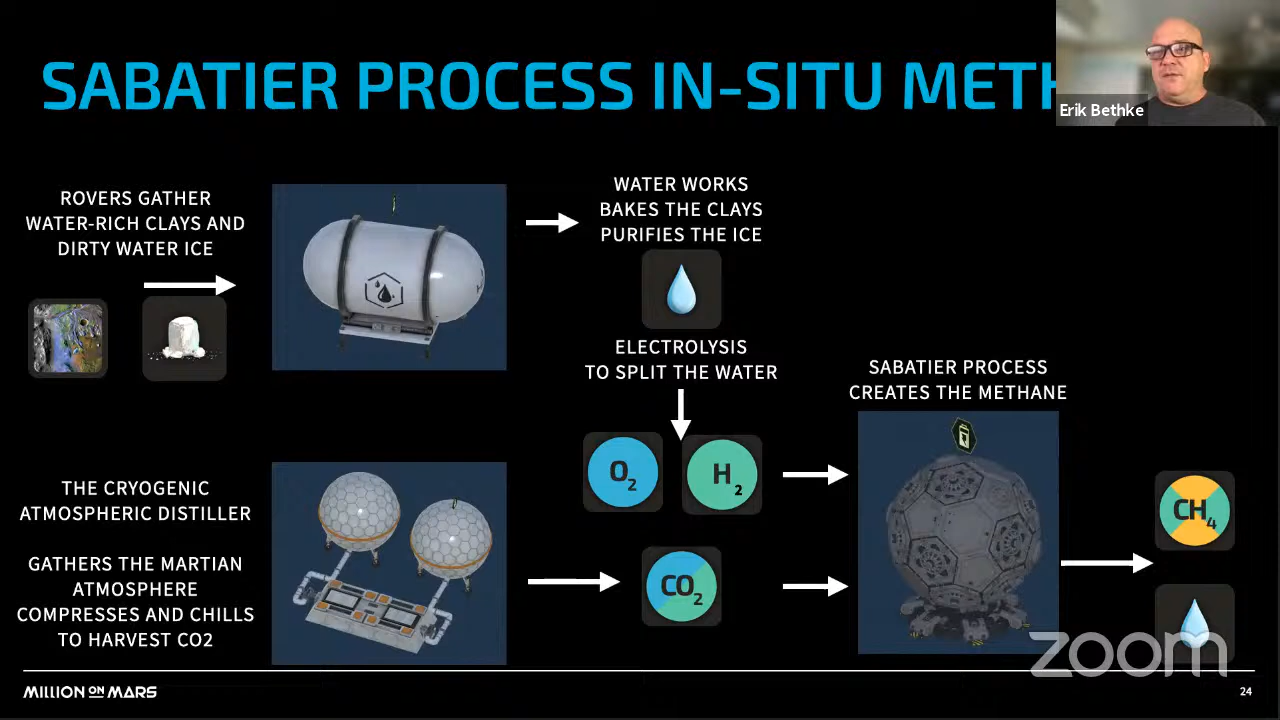 SABATIER PROCESS IN-SITU METH
Erik Bethke
ROVERS GATHER
WATER-RICH CLAYS AND
DIRTY WATER ICE
WATER WORKS
BAKES THE CLAYS
PURIFIES THE ICE
ELECTROLYSIS
TO SPLIT THE WATER
SABATIER PROCESS
CREATES THE METHANE
O2
H2
THE CRYOGENIC
ATMOSPHERIC DISTILLER
GATHERS THE MARTIAN
ATMOSPHERE
COMPRESSES AND CHILLS
TO HARVEST CO2
CO2
CH4
zoom
MILLION ON MARS
24